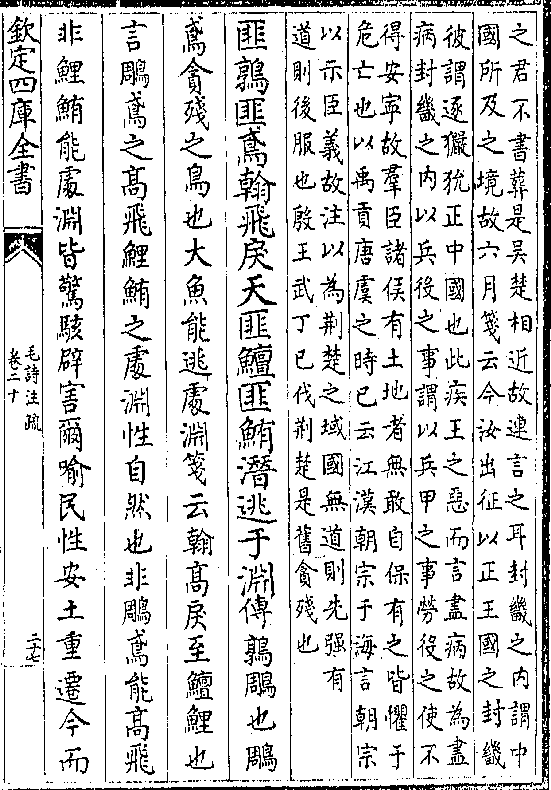 之君不書葬是吴楚相近故連言之耳封畿之内謂中
國所及之境故六月箋云今汝出征以正王國之封畿
彼謂逐玁狁正中國也此疾王之惡而言盡病故為盡
病封畿之内以兵役之事謂以兵甲之事勞役之使不
得安寧故羣臣諸侯有土地者無敢自保有之皆懼于
危亡也以禹貢唐虞之時已云江漢朝宗于海言朝宗
以示臣義故注以為荆楚之域國無道則先强有
道則後服也殷王武丁已伐荆楚是舊貪殘也
匪鶉匪鳶翰飛戾天匪鱣匪鮪潛逃于淵傳鶉鵰也鵰
鳶貪殘之鳥也大魚能逃處淵箋云翰髙戾至鱣鯉也
言鵰鳶之髙飛鯉鮪之處淵性自然也非鵰鳶能髙飛
非鯉鮪能處淵皆驚駭辟害爾喻民性安土重遷今而
欽定四庫全書
毛詩注疏
卷二十
二十七